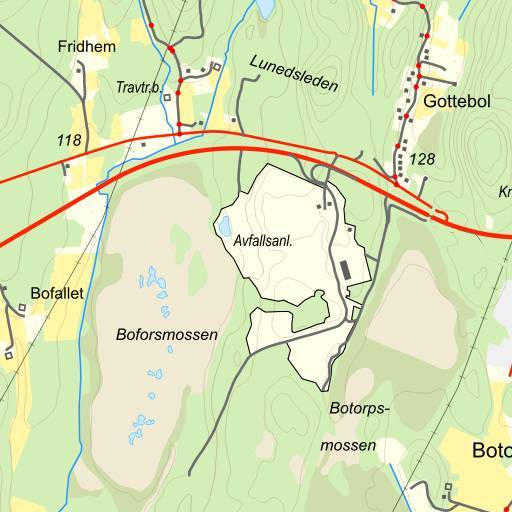 Fridhem
Lunedsleden
Travtr.b.
Gottebol
118
128
Kr
Avfallsanl.
Bofallet
Boforsmossen
Botorps-
mossen
Boto